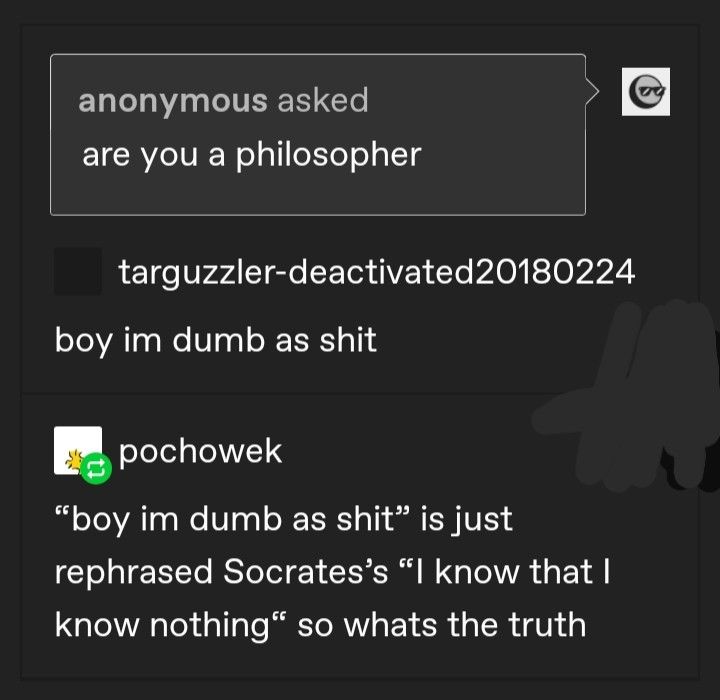 anonymous asked
are you a philosopher
targuzzler-deactivated20180224
boy im dumb as shit
pochowek
“boy im dumb as shit” is just
rephrased Socrates’s “I know that I
know nothing“ so whats the truth